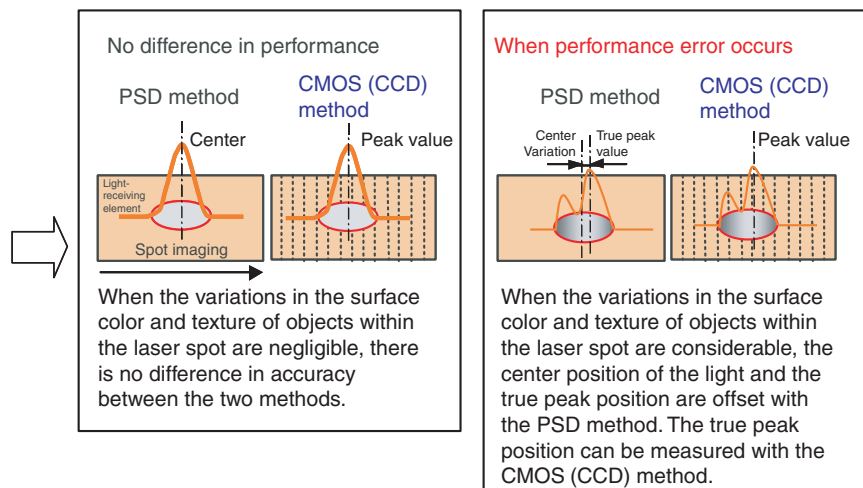 No difference in performance
PSD method
CMOS (CCD)
method
Center
Peak value
Light-
receiving
element
Spot imaging
When the variations in the surface
color and texture of objects within
the laser spot are negligible, there
is no difference in accuracy
between the two methods.
When performance error occurs
PSD method
CMOS (CCD)
method
Center
Variation
True peak
value
Peak value
When the variations in the surface
color and texture of objects within
the laser spot are considerable, the
center position of the light and the
true peak position are offset with
the PSD method. The true peak
position can be measured with the
CMOS (CCD) method.